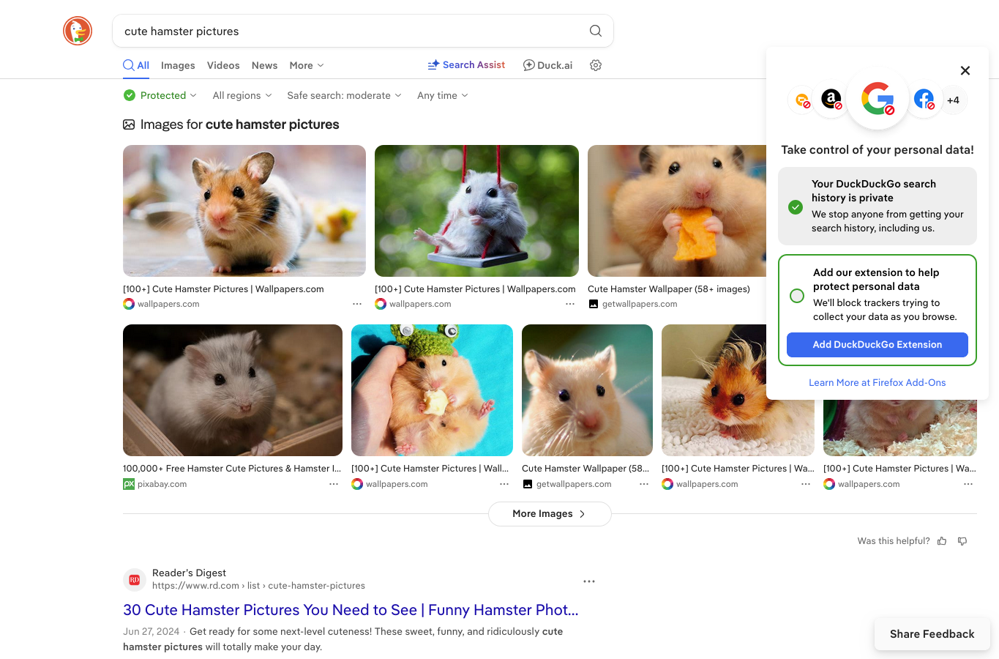 cute hamster pictures
All
Images
Videos
News
More
Search Assist
Duck.ai
Protected
All regions
Safe search: moderate
Any time
Images for cute hamster pictures
[100+] Cute Hamster Pictures | Wallpapers.com
wallpapers.com
[100+] Cute Hamster Pictures | Wallpapers.com
wallpapers.com
Cute Hamster Wallpaper (58+ images)
getwallpapers.com
100,000+ Free Hamster Cute Pictures & Hamster I...
px
pixabay.com
[100+] Cute Hamster Pictures | Wall...
wallpapers.com
Cute Hamster Wallpaper (58...
getwallpapers.com
[100+] Cute Hamster Pictures | Wa...
wallpapers.com
[100+] Cute Hamster Pictures | Wa...
wallpapers.com
More Images
Was this helpful?
RD
Reader's Digest
https://www.rd.com › list › cute-hamster-pictures
30 Cute Hamster Pictures You Need to See | Funny Hamster Phot...
Jun 27, 2024 · Get ready for some next-level cuteness! These sweet, funny, and ridiculously cute
hamster pictures will totally make your day.
+4
Take control of your personal data!
Your DuckDuckGo search
history is private
We stop anyone from getting your
search history, including us.
Add our extension to help
protect personal data
We'll block trackers trying to
collect your data as you browse.
Add DuckDuckGo Extension
Learn More at Firefox Add-Ons
Share Feedback